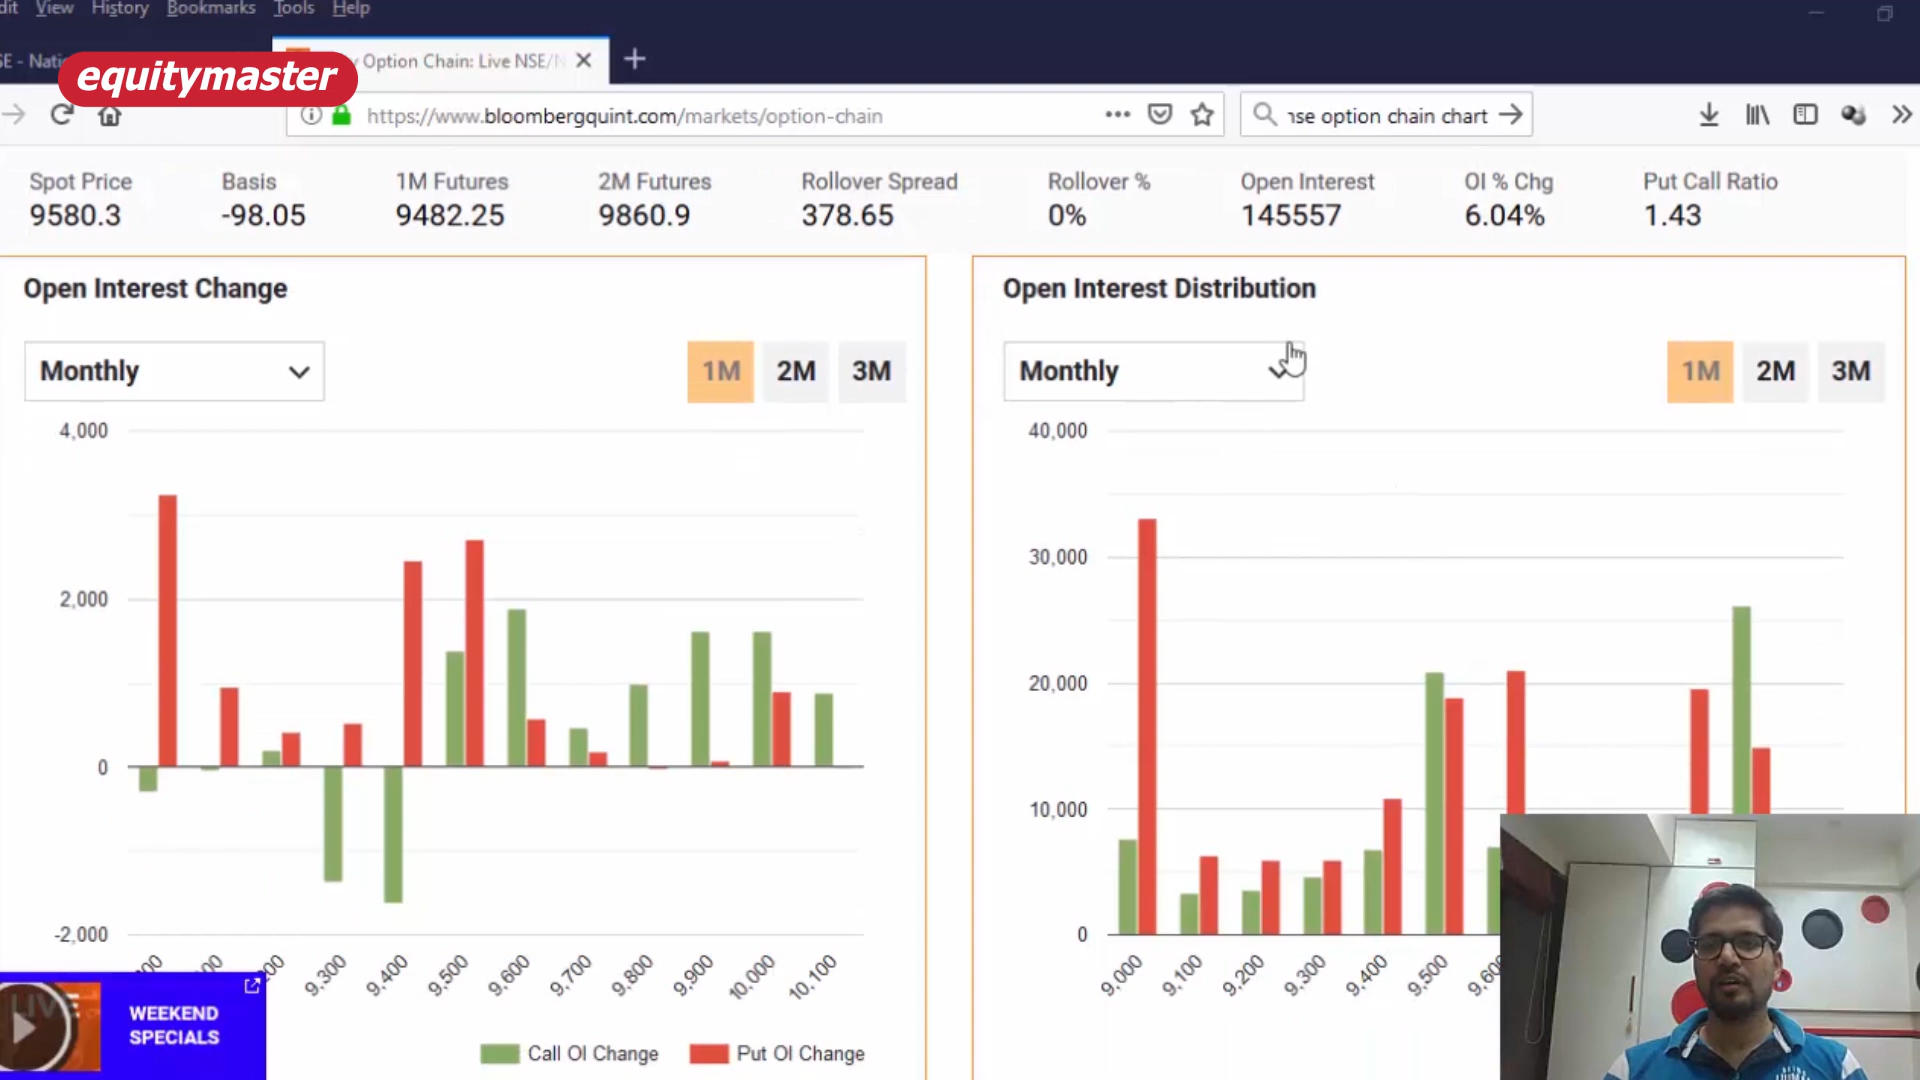 dit View History Bookmarks Tools Help
SE - Nati
Option Chain: Live NSE/N
equitymaster
https://www.bloombergquint.com/markets/option-chain
nse option chain chart
Spot Price Basis 1M Futures 2M Futures Rollover Spread Rollover % Open Interest OI % Chg Put Call Ratio
9580.3 -98.05 9482.25 9860.9 378.65 0% 145557 6.04% 1.43
Open Interest Change
Monthly 1M 2M 3M
4,000
2,000
0
-2,000
9,300 9,400 9,500 9,600 9,700 9,800 9,900 10,000 10,100
Call OI Change Put OI Change
Open Interest Distribution
Monthly 1M 2M 3M
40,000
30,000
20,000
10,000
0
9,000 9,100 9,200 9,300 9,400 9,500 9,600
LIVE
WEEKEND
SPECIALS